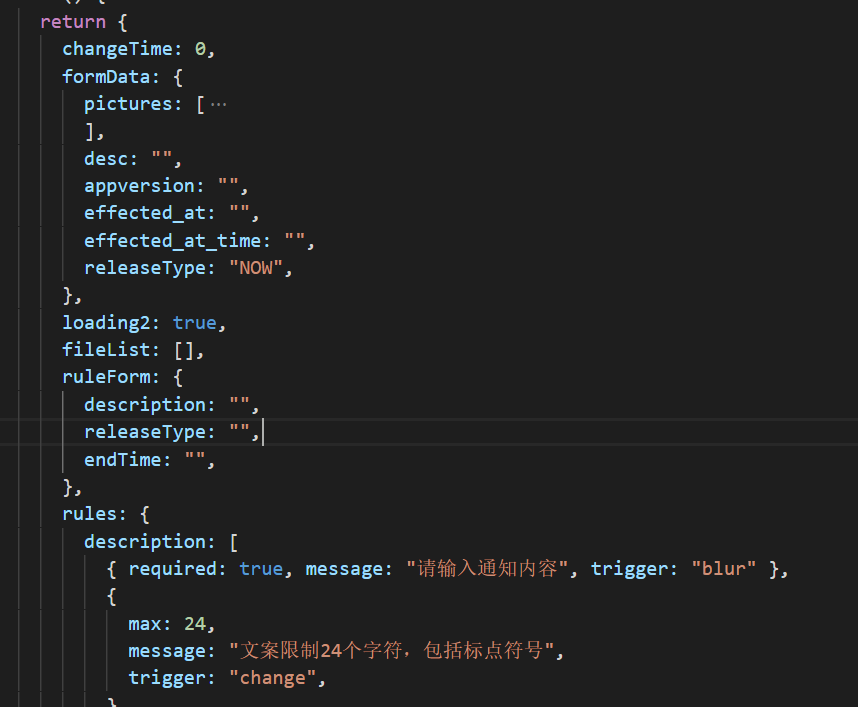 return {
changeTime: 0,
formData: {
pictures: [···
],
desc: "",
appversion: "",
effected_at: "",
effected_at_time: "",
releaseType: "NOW",
},
loading2: true,
fileList: [],
ruleForm: {
description: "",
releaseType: "",
endTime: "",
},
rules: {
description: [
{ required: true, message: "请输入通知内容", trigger: "blur" },
{
max: 24,
message: "文案限制24个字符，包括标点符号",
trigger: "change",
}